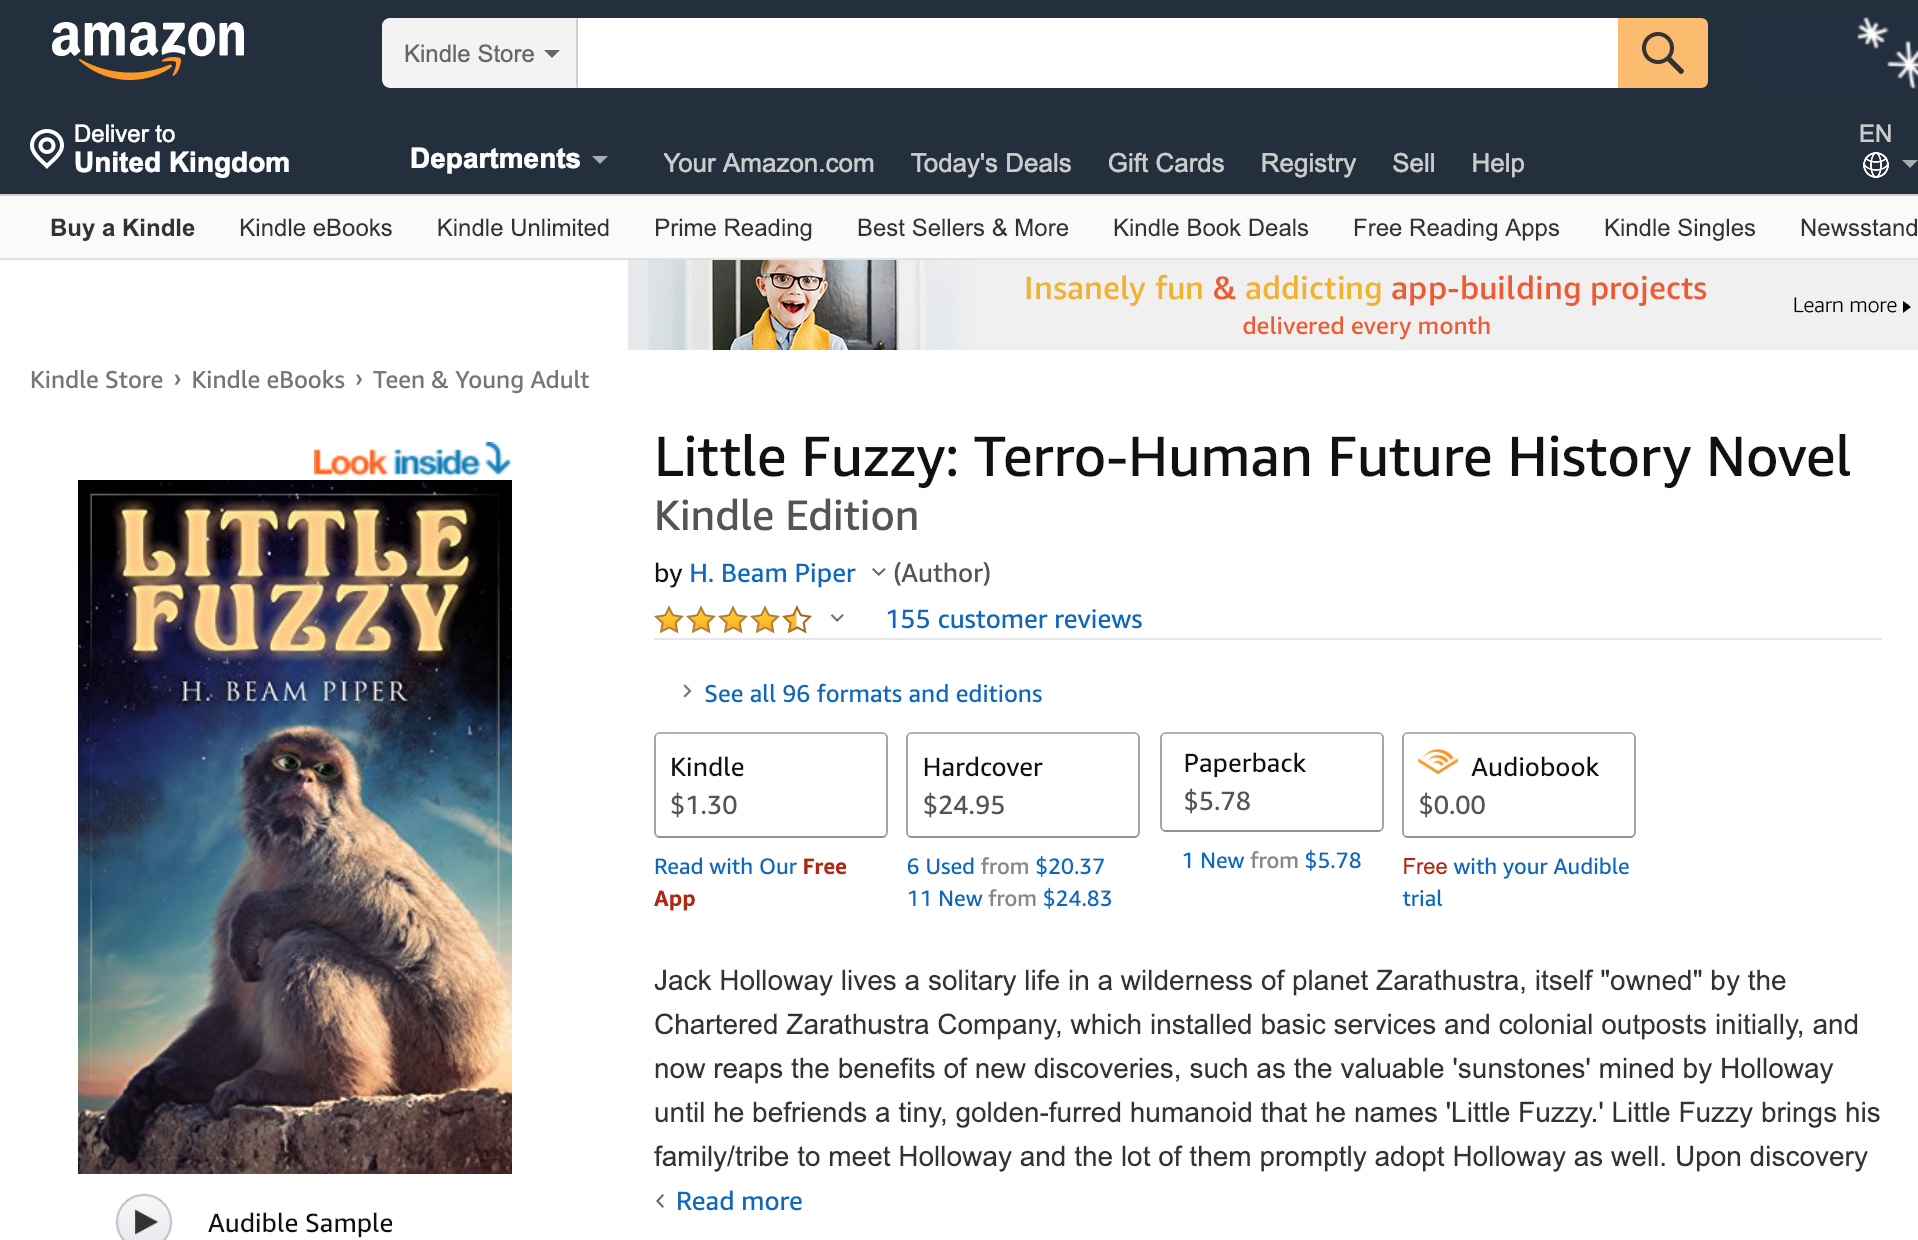 amazon
Kindle Store
Deliver to
United Kingdom
Departments
Your Amazon.com Today's Deals Gift Cards Registry Sell Help
EN
Buy a Kindle Kindle eBooks Kindle Unlimited Prime Reading Best Sellers & More Kindle Book Deals Free Reading Apps Kindle Singles Newsstand
Insanely fun & addicting app-building projects
delivered every month
Learn more
Kindle Store › Kindle eBooks › Teen & Young Adult
Look inside
LITTLE
FUZZY
H. BEAM PIPER
Audible Sample
Little Fuzzy: Terro-Human Future History Novel
Kindle Edition
by H. Beam Piper (Author)
155 customer reviews
See all 96 formats and editions
Kindle
$1.30
Read with Our Free
App
Hardcover
$24.95
6 Used from $20.37
11 New from $24.83
Paperback
$5.78
1 New from $5.78
Audiobook
$0.00
Free with your Audible
trial
Jack Holloway lives a solitary life in a wilderness of planet Zarathustra, itself "owned" by the
Chartered Zarathustra Company, which installed basic services and colonial outposts initially, and
now reaps the benefits of new discoveries, such as the valuable 'sunstones' mined by Holloway
until he befriends a tiny, golden-furred humanoid that he names 'Little Fuzzy.' Little Fuzzy brings his
family/tribe to meet Holloway and the lot of them promptly adopt Holloway as well. Upon discovery
Read more